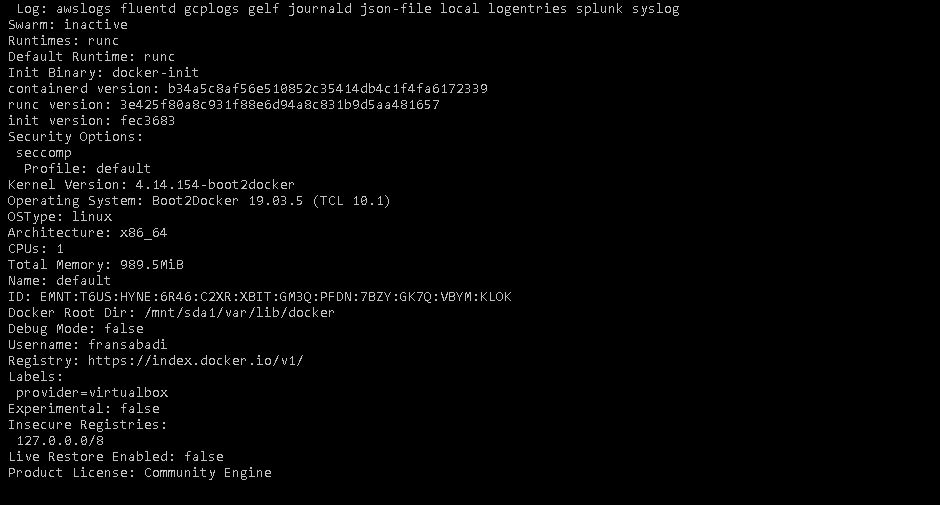 Log: awslogs fluentd gcplogs gelf journald json-file local logentries splunk syslog
Swarm: inactive
Runtimes: runc
Default Runtime: runc
Init Binary: docker-init
containerd version: b34a5c8af56e510852c35414db4c1f4fa6172339
runc version: 3e425f80a8c931f88e6d94a8c831b9d5aa481657
init version: fec3683
Security Options:
 seccomp
  Profile: default
Kernel Version: 4.14.154-boot2docker
Operating System: Boot2Docker 19.03.5 (TCL 10.1)
OSType: linux
Architecture: x86_64
CPUs: 1
Total Memory: 989.5MiB
Name: default
ID: EMNT:T6US:HYNE:6R46:C2XR:XBIT:GM3Q:PFDN:7BZY:GK7Q:VBYM:KLOK
Docker Root Dir: /mnt/sda1/var/lib/docker
Debug Mode: false
Username: fransabadi
Registry: https://index.docker.io/v1/
Labels:
 provider=virtualbox
Experimental: false
Insecure Registries:
 127.0.0.0/8
Live Restore Enabled: false
Product License: Community Engine